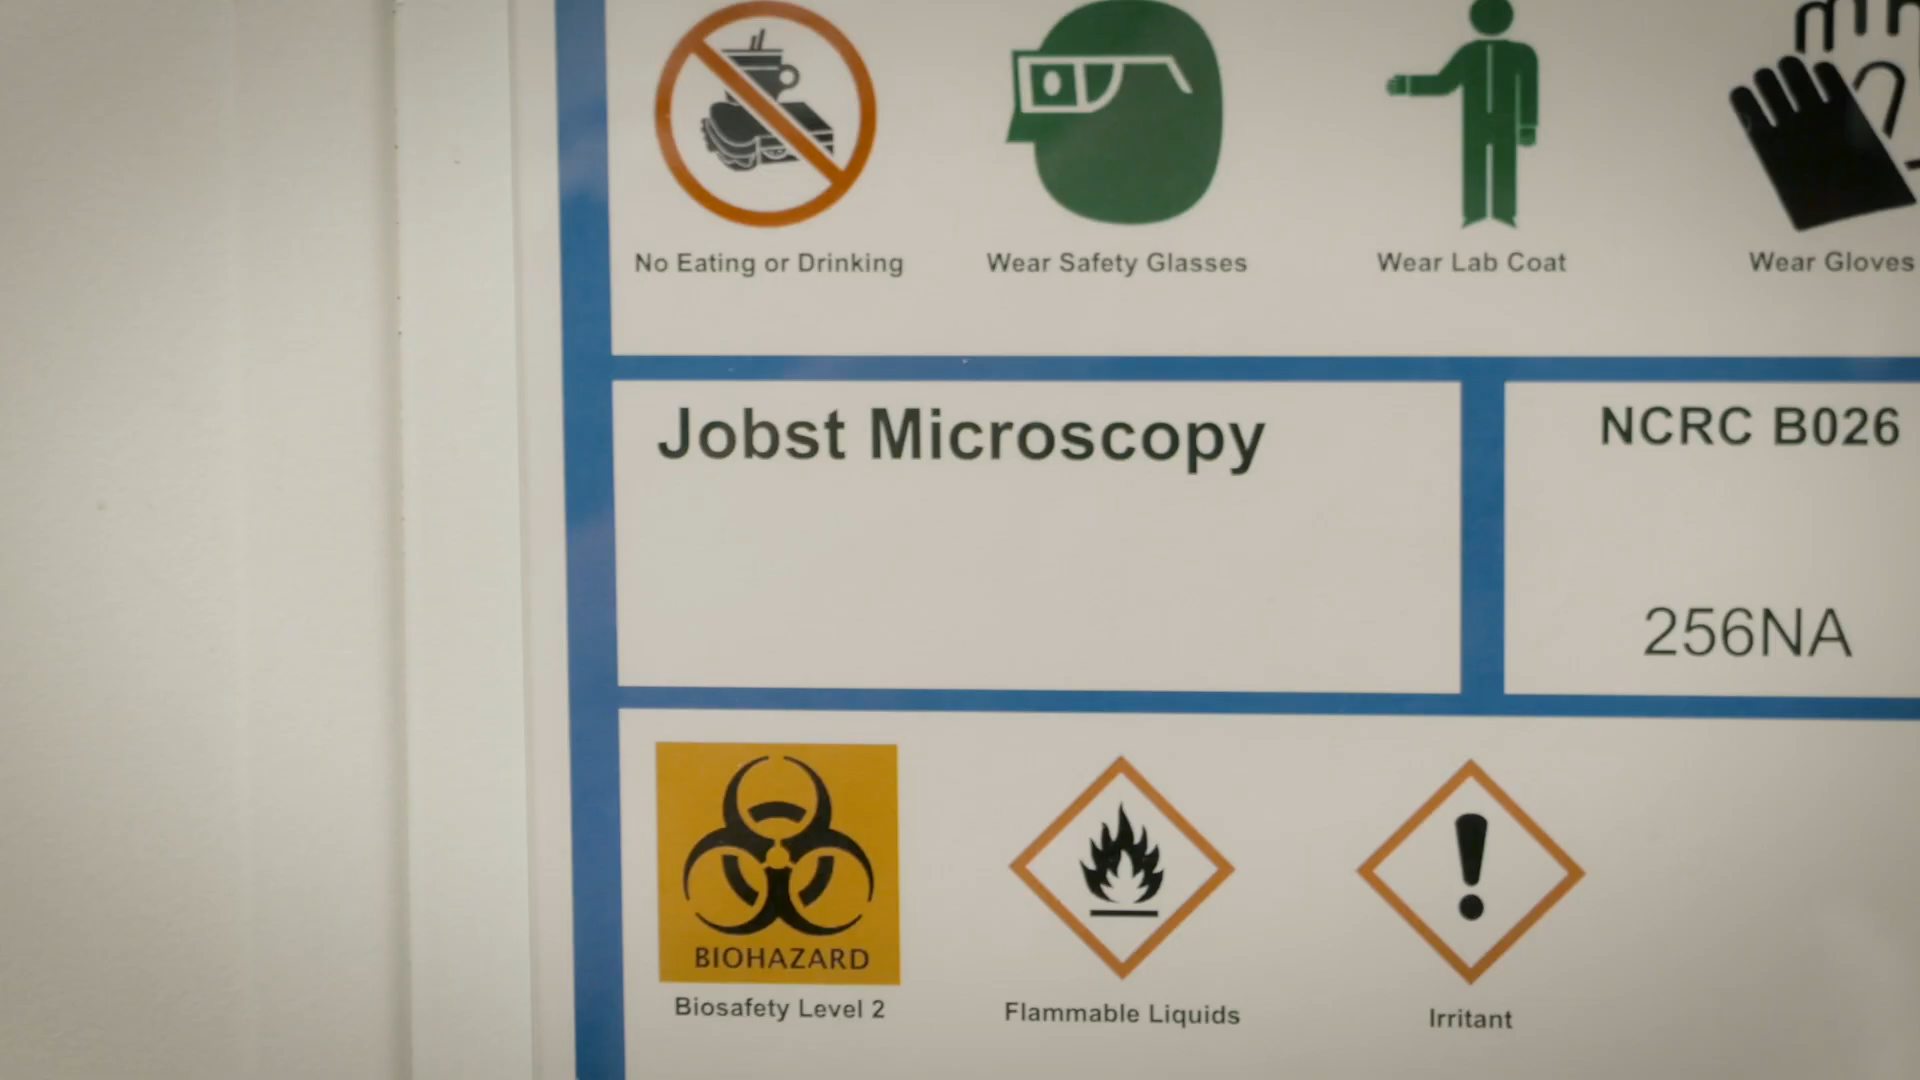 No Eating or Drinking
Wear Safety Glasses
Wear Lab Coat
Wear Gloves
Jobst Microscopy
NCRC B026
256NA
BIOHAZARD
Biosafety Level 2
Flammable Liquids
Irritant